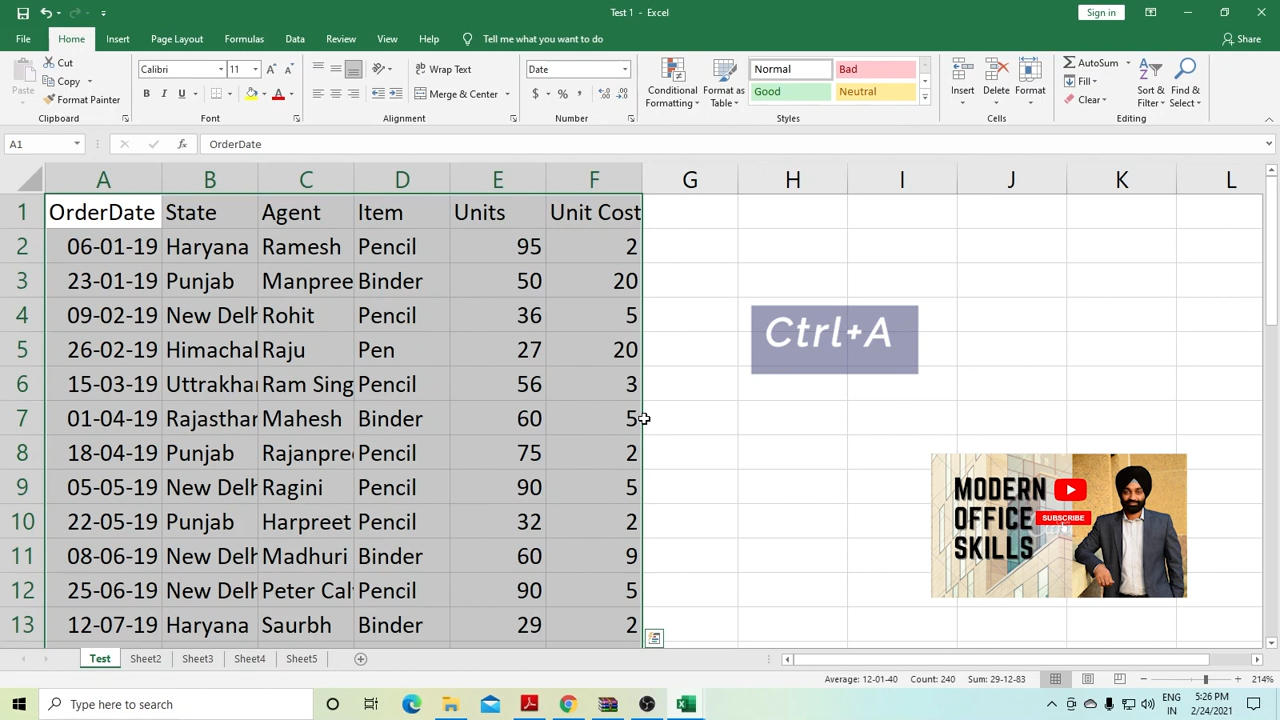 Test 1 - Excel
Sign in
File Home Insert Page Layout Formulas Data Review View Help Tell me what you want to do Share
Cut
Copy
Format Painter
Paste
Clipboard
Calibri 11
B I U
Font
Wrap Text
Merge & Center
Alignment
Date
$ % ,
Number
Conditional Formatting
Format as Table
Normal Bad
Good Neutral
Styles
Insert Delete Format
Cells
AutoSum
Fill
Clear
Sort & Filter
Find & Select
Editing
A1 fx OrderDate
A B C D E F G H I J K L
1 OrderDate State Agent Item Units Unit Cost
2 06-01-19 Haryana Ramesh Pencil 95 2
3 23-01-19 Punjab Manpree Binder 50 20
4 09-02-19 New Delh Rohit Pencil 36 5
5 26-02-19 Himachal Raju Pen 27 20
6 15-03-19 Uttrakhan Ram Sing Pencil 56 3
7 01-04-19 Rajasthan Mahesh Binder 60 5
8 18-04-19 Punjab Rajanpree Pencil 75 2
9 05-05-19 New Delh Ragini Pencil 90 5
10 22-05-19 Punjab Harpreet Pencil 32 2
11 08-06-19 New Delh Madhuri Binder 60 9
12 25-06-19 New Delh Peter Cal Pencil 90 5
13 12-07-19 Haryana Saurbh Binder 29 2
Ctrl+A
MODERN
OFFICE
SUBSCRIBE
SKILLS
Test Sheet2 Sheet3 Sheet4 Sheet5
Average: 12-01-40 Count: 240 Sum: 29-12-83 214%
Type here to search
ENG
IN
5:26 PM
2/24/2021